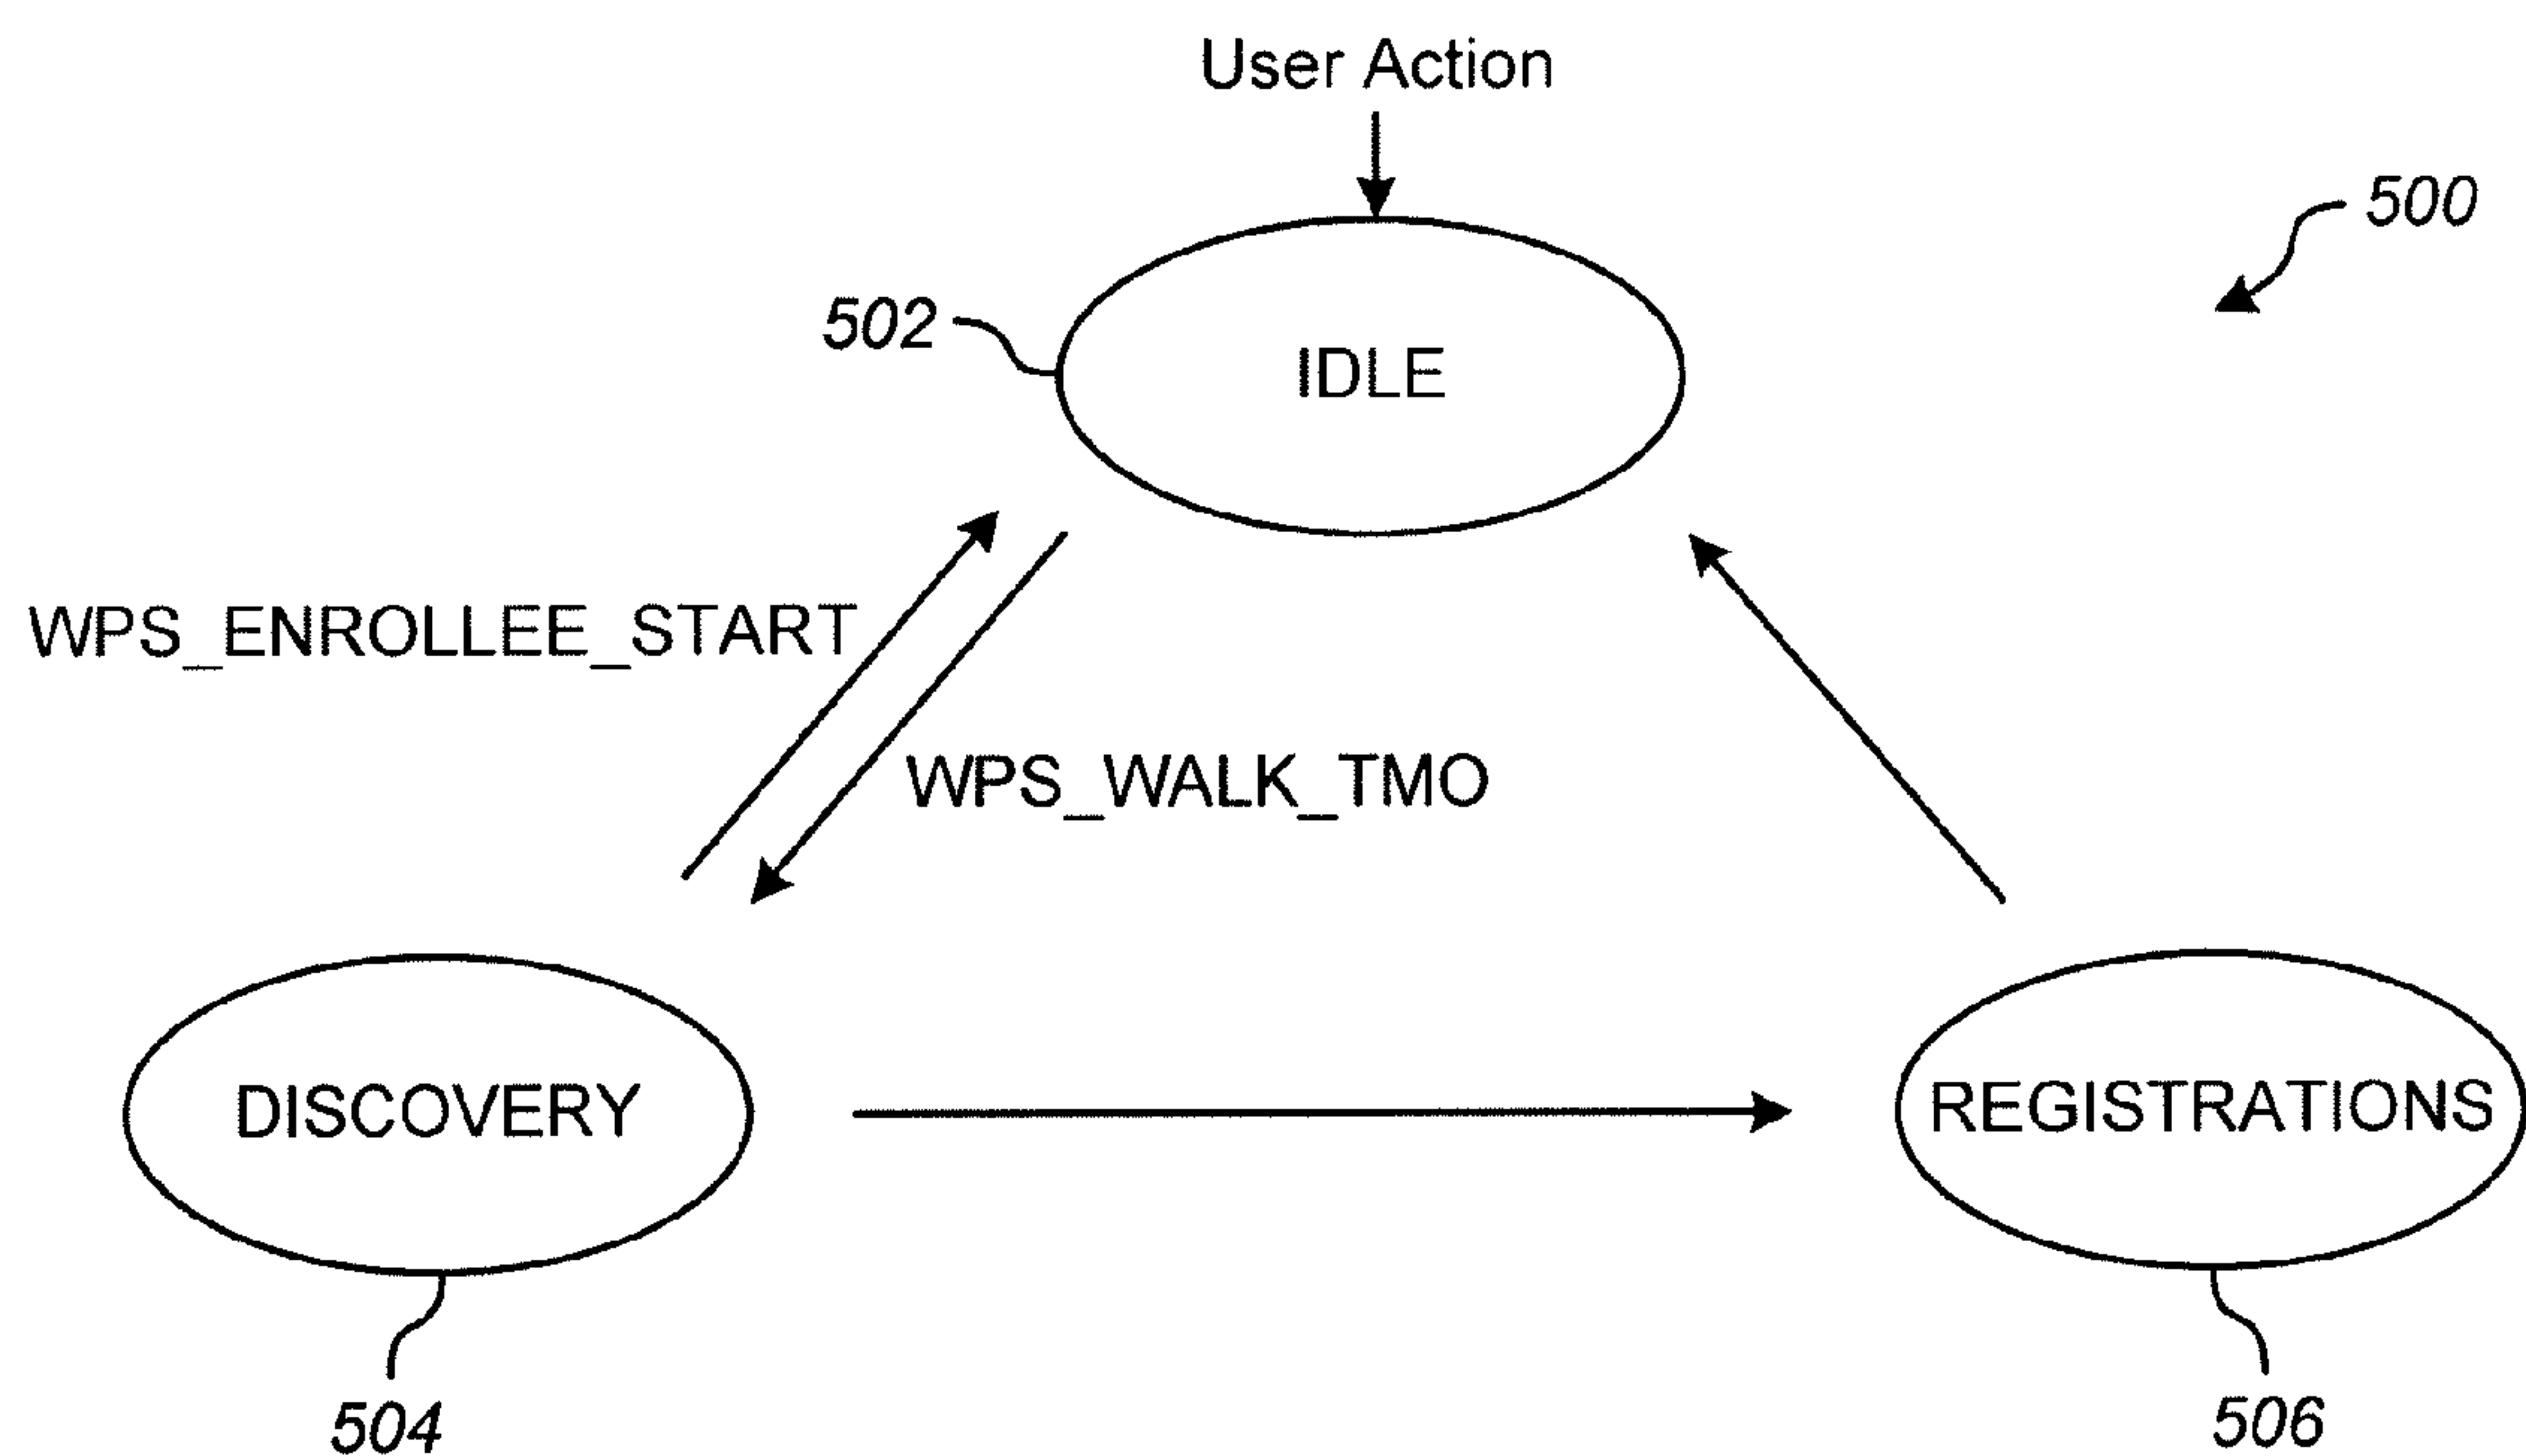 User Action
500
502
IDLE
WPS_ENROLLEE_START
WPS_WALK_TMO
DISCOVERY
REGISTRATIONS
504
506